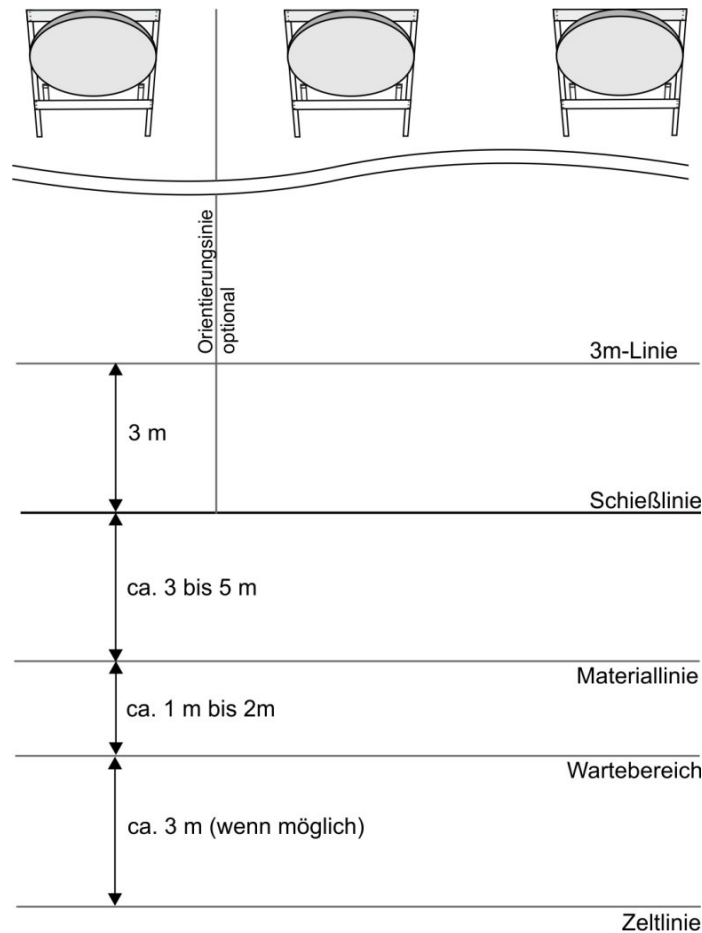 Orientierungsinie
optional
3m-Linie
3 m
Schießlinie
ca. 3 bis 5 m
Materiallinie
ca. 1 m bis 2m
Wartebereich
ca. 3 m (wenn möglich)
Zeltlinie